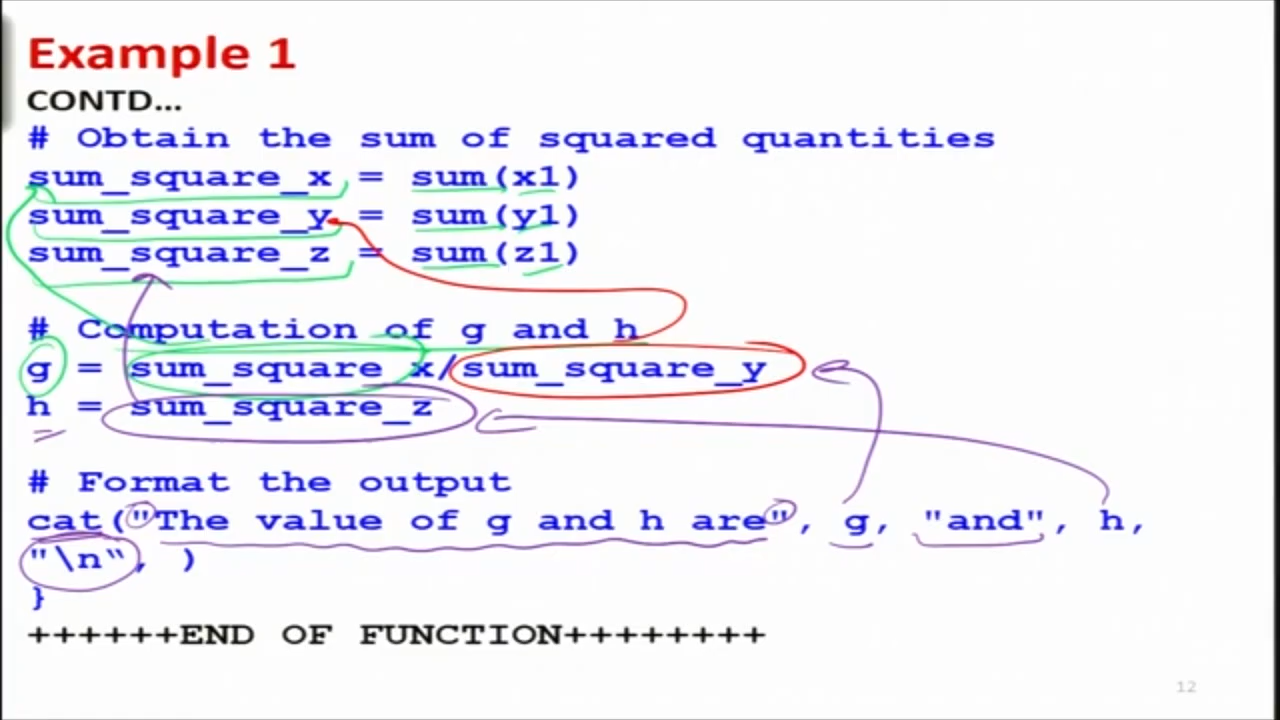 Example 1
CONTD...
# Obtain the sum of squared quantities
sum_square_x = sum(x1)
sum_square_y = sum(y1)
sum_square_z = sum(z1)
# Computation of g and h
g = sum_square_x/sum_square_y
h = sum_square_z
# Format the output
cat("The value of g and h are", g, "and", h,
"\n“, )
}
++++++END OF FUNCTION++++++++
12